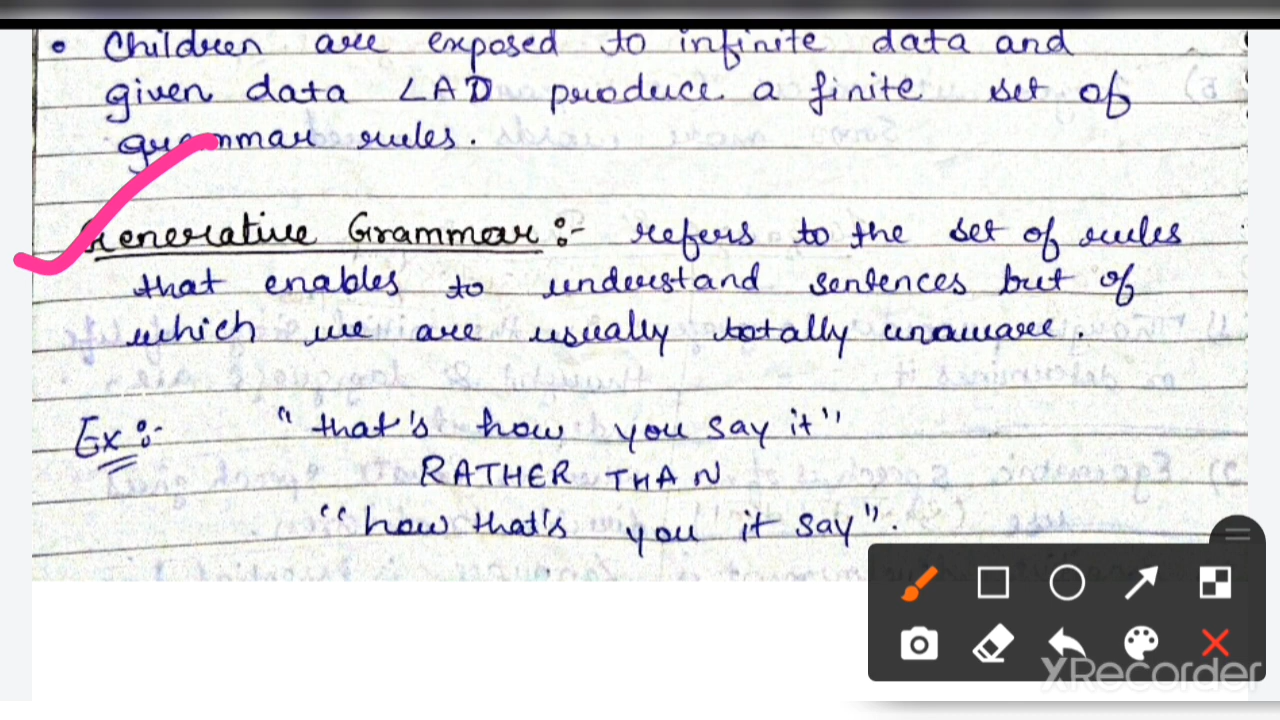 • Children are exposed to infinite data and
given data LAD produce a finite set of
grammar rules.
Generative Grammar :- refers to the set of rules
that enables to understand sentences but of
which we are usually totally unaware.
Ex :- "that's how you say it"
RATHER THAN
"how that's you it say".
XRecorder